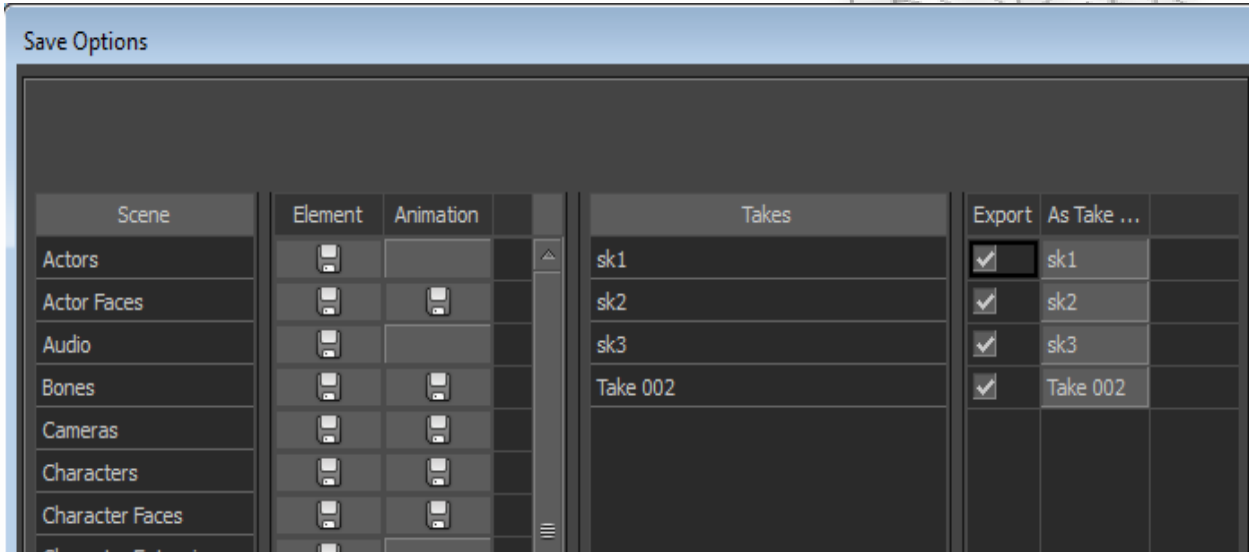 Save Options
Scene Element Animation Takes Export As Take ...
Actors sk1 sk1
Actor Faces sk2 sk2
Audio sk3 sk3
Bones Take 002 Take 002
Cameras
Characters
Character Faces